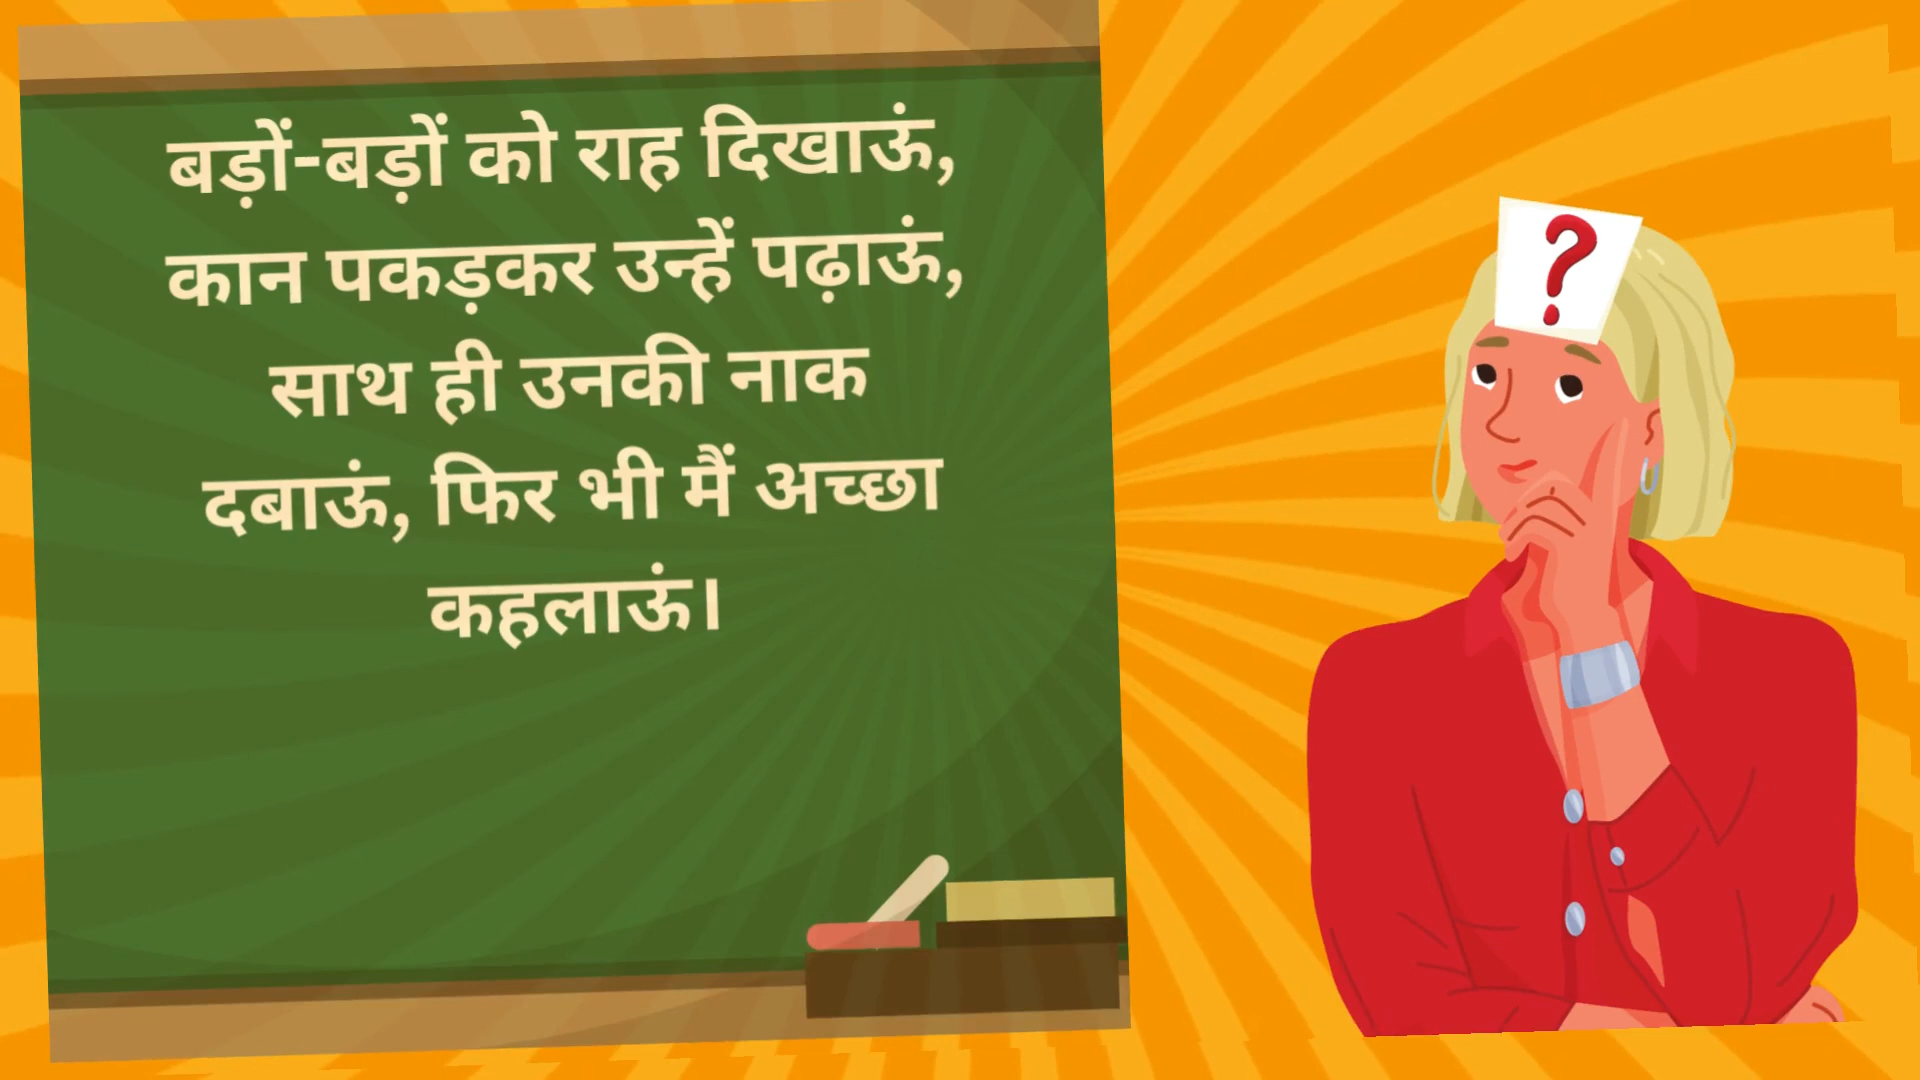 बड़ों-बड़ों को राह दिखाऊं,
कान पकड़कर उन्हें पढ़ाऊं,
साथ ही उनकी नाक
दबाऊं, फिर भी मैं अच्छा
कहलाऊं।
?